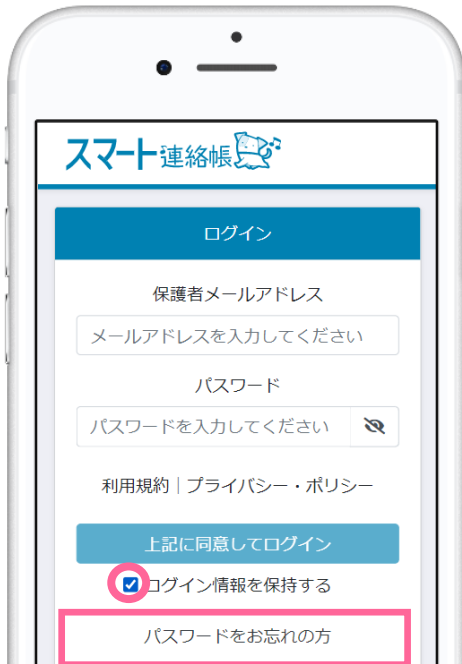 スマート連絡帳
ログイン
保護者メールアドレス
メールアドレスを入力してください
パスワード
パスワードを入力してください
利用規約｜プライバシー・ポリシー
上記に同意してログイン
ログイン情報を保持する
パスワードをお忘れの方